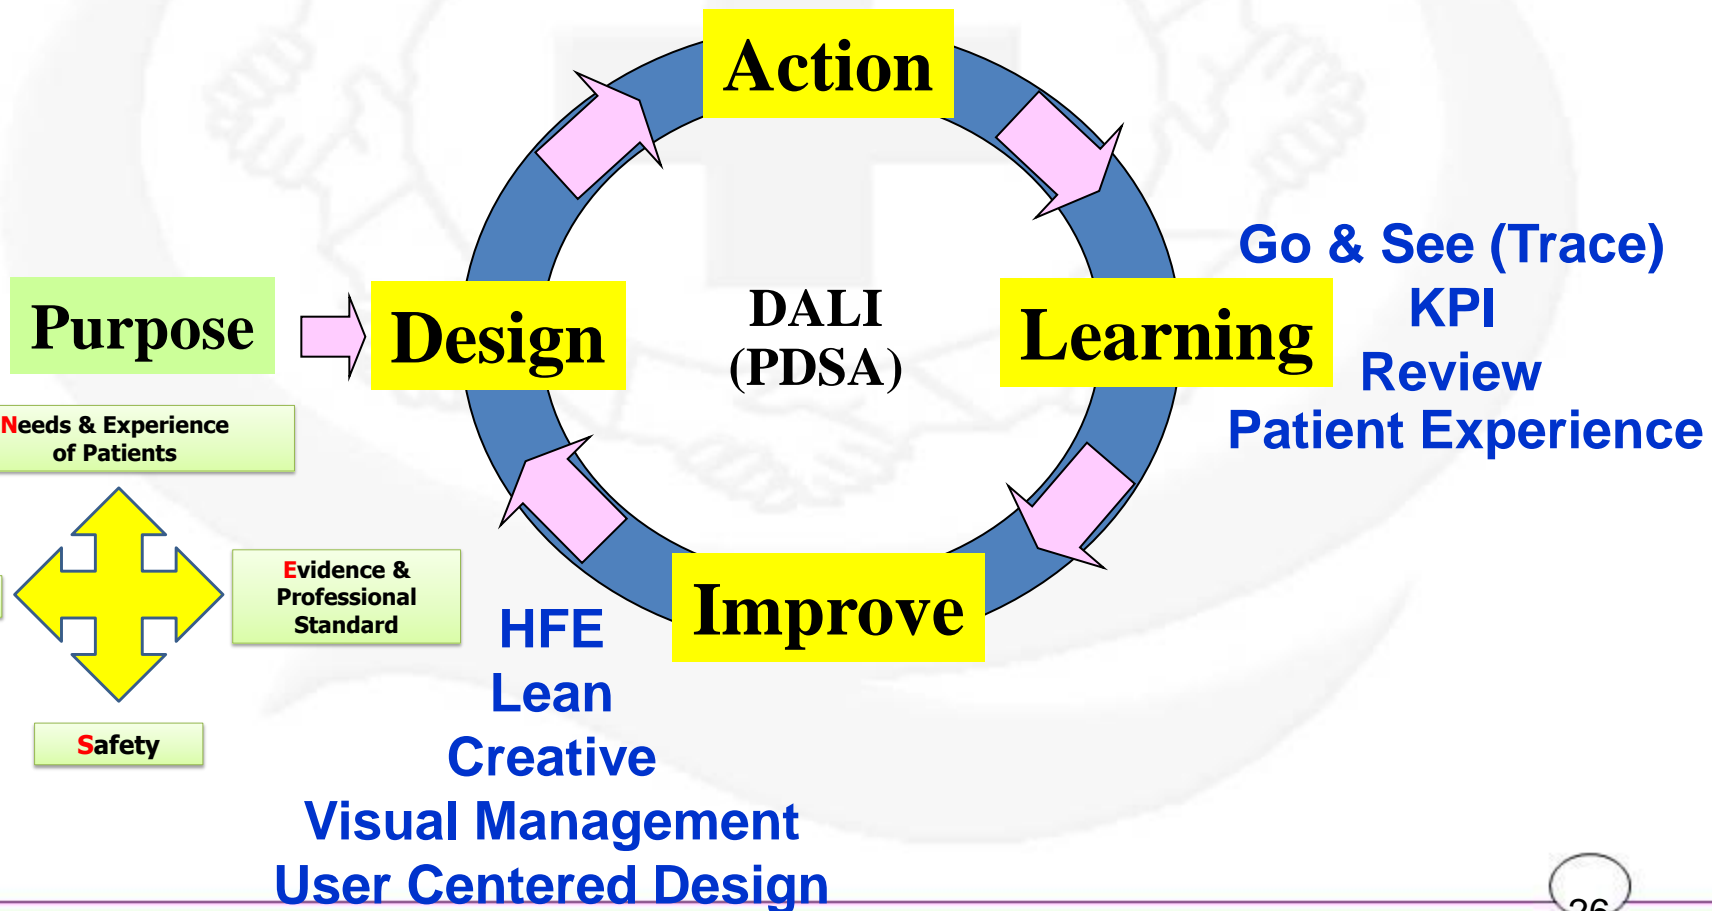 Action
Go & See (Trace)
KPI
Review
Patient Experience
Purpose
Design
DALI
(PDSA)
Learning
Needs & Experience
of Patients
Evidence &
Professional
Standard
Safety
Improve
HFE
Lean
Creative
Visual Management
User Centered Design
26